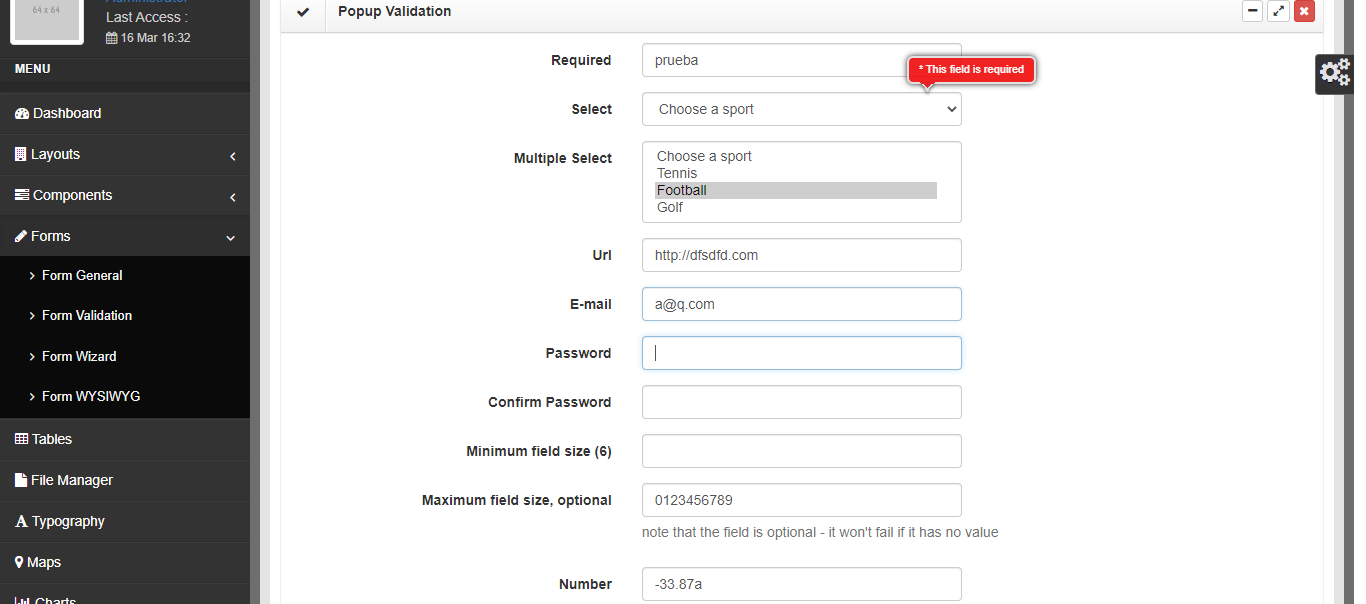 64 x 64
Administrator
Last Access :
16 Mar 16:32
MENU
Dashboard
Layouts
Components
Forms
Form General
Form Validation
Form Wizard
Form WYSIWYG
Tables
File Manager
Typography
Maps
Charts
Popup Validation
Required
prueba
* This field is required
Select
Choose a sport
Multiple Select
Choose a sport
Tennis
Football
Golf
Url
http://dfsdfd.com
E-mail
a@q.com
Password
Confirm Password
Minimum field size (6)
Maximum field size, optional
0123456789
note that the field is optional - it won't fail if it has no value
Number
-33.87a